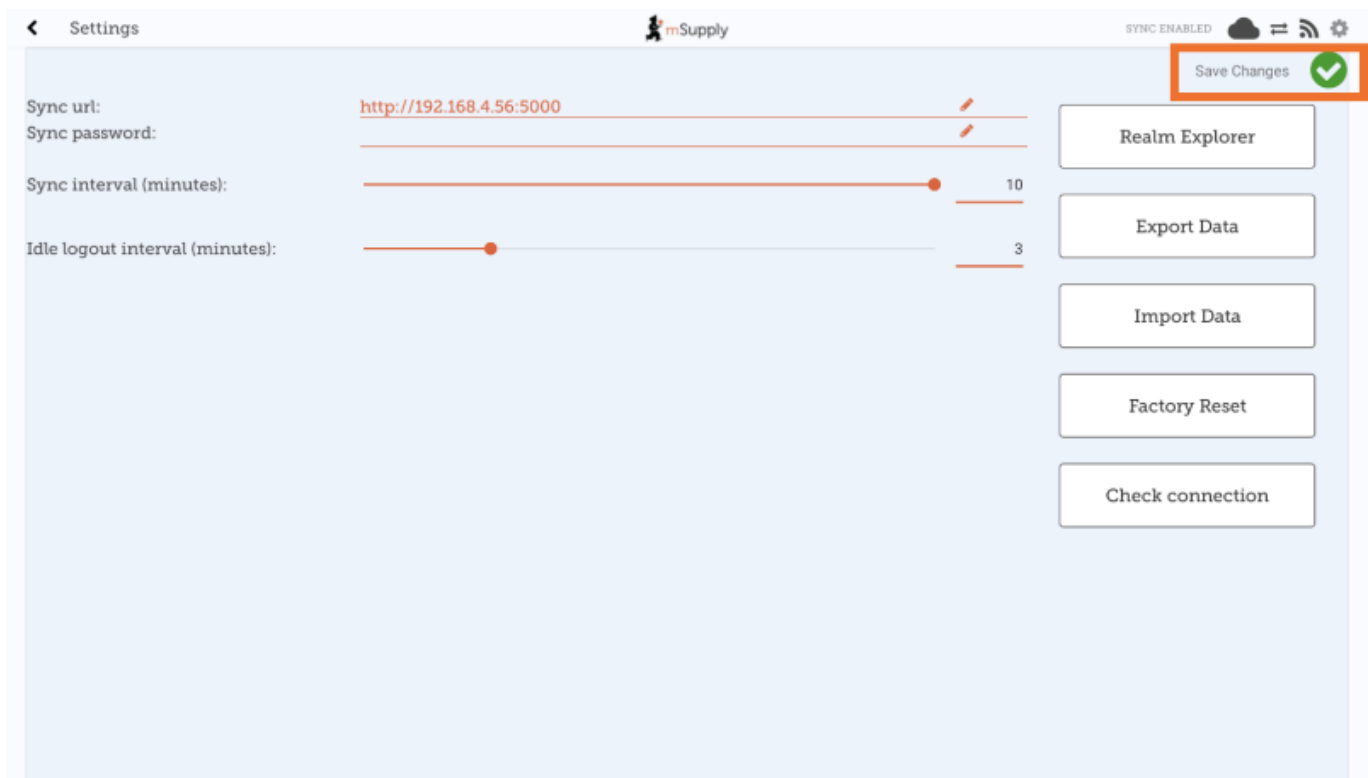 Settings
mSupply
SYNC ENABLED
Save Changes
Sync url:
http://192.168.4.56:5000
Sync password:
Sync interval (minutes):
10
Idle logout interval (minutes):
3
Realm Explorer
Export Data
Import Data
Factory Reset
Check connection